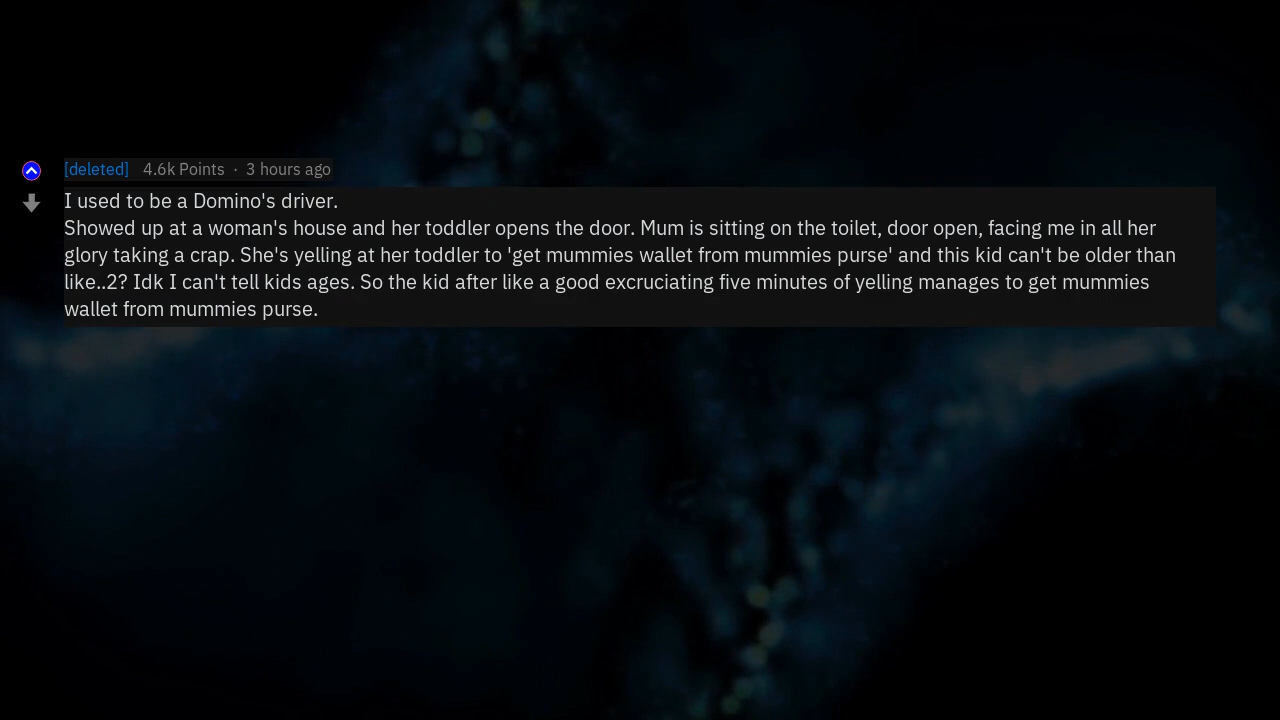 [deleted] 4.6k Points · 3 hours ago
I used to be a Domino's driver.
Showed up at a woman's house and her toddler opens the door. Mum is sitting on the toilet, door open, facing me in all her
glory taking a crap. She's yelling at her toddler to 'get mummies wallet from mummies purse' and this kid can't be older than
like..2? Idk I can't tell kids ages. So the kid after like a good excruciating five minutes of yelling manages to get mummies
wallet from mummies purse.